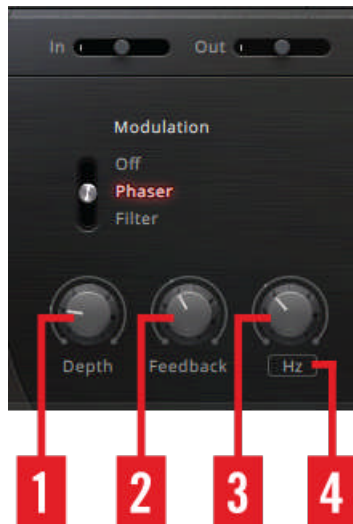 In Out
Modulation
Off
Phaser
Filter
Depth Feedback Hz
1 2 3 4